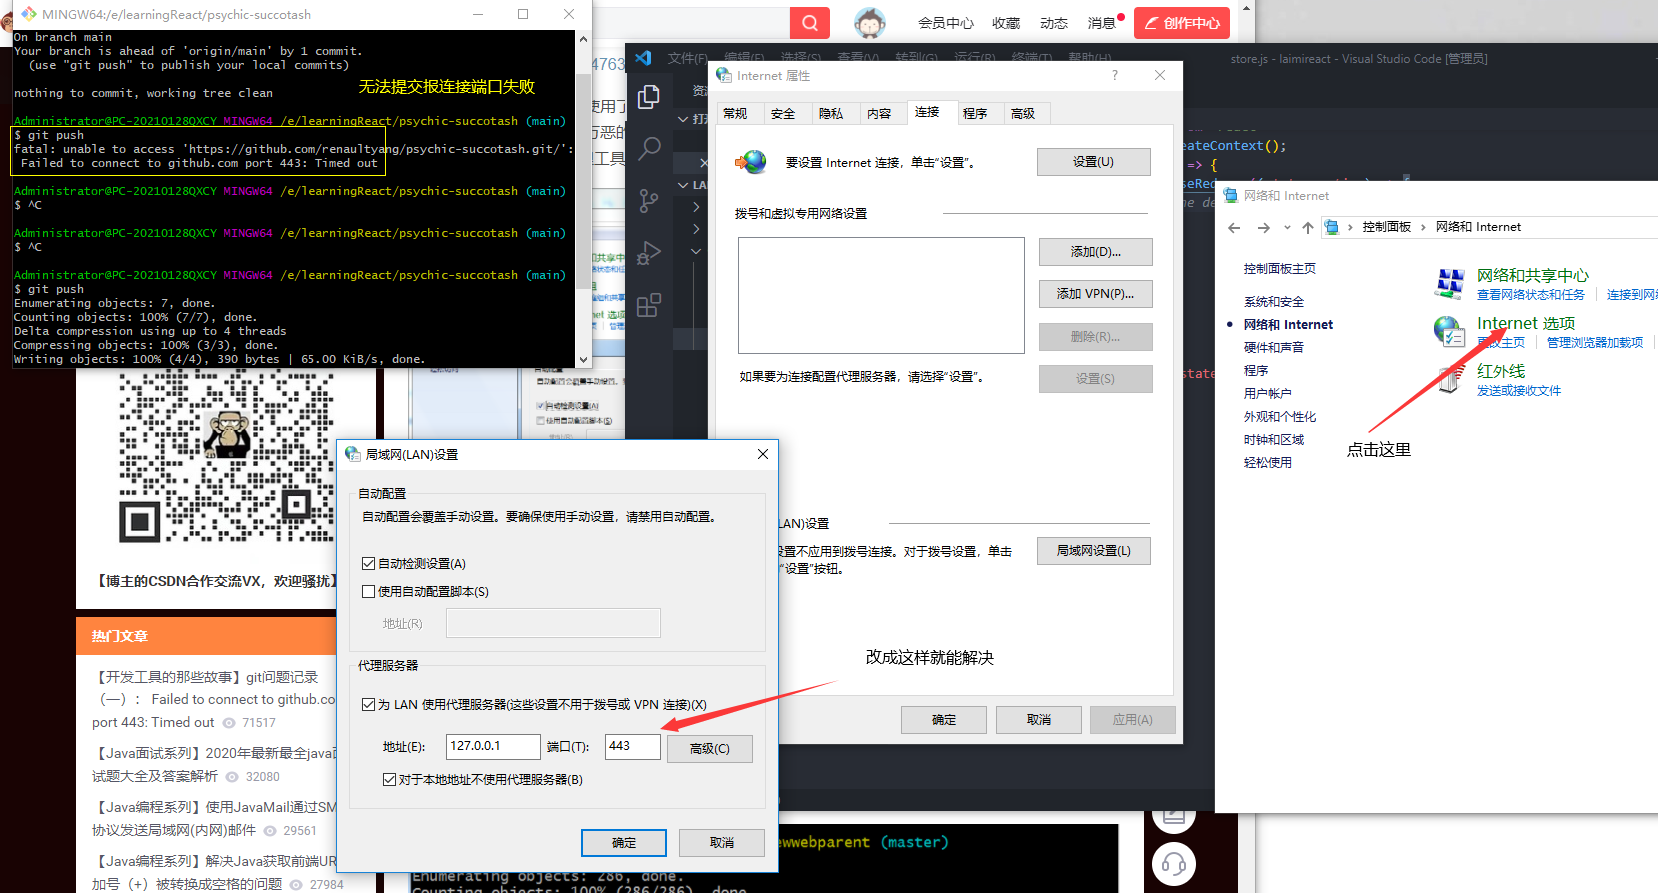 MINGW64:/e/learningReact/psychic-succotash
On branch main
Your branch is ahead of 'origin/main' by 1 commit.
(use "git push" to publish your local commits)
无法提交报连接端口失败
nothing to commit, working tree clean
Administrator@PC-20210128QXCY MINGW64 /e/learningReact/psychic-succotash (main)
$ git push
fatal: unable to access 'https://github.com/renaultyang/psychic-succotash.git/':
Failed to connect to github.com port 443: Timed out
Administrator@PC-20210128QXCY MINGW64 /e/learningReact/psychic-succotash (main)
$ ^C
Administrator@PC-20210128QXCY MINGW64 /e/learningReact/psychic-succotash (main)
$ ^C
Administrator@PC-20210128QXCY MINGW64 /e/learningReact/psychic-succotash (main)
$ git push
Enumerating objects: 7, done.
Counting objects: 100% (7/7), done.
Delta compression using up to 4 threads
Compressing objects: 100% (3/3), done.
Writing objects: 100% (4/4), 390 bytes | 65.00 KiB/s, done.
会员中心 收藏 动态 消息 创作中心
store.js - laimireact - Visual Studio Code [管理员]
Internet 属性
常规 安全 隐私 内容 连接 程序 高级
要设置 Internet 连接，单击“设置”。
设置(U)
拨号和虚拟专用网络设置
添加(D)...
添加 VPN(P)...
删除(R)...
如果要为连接配置代理服务器，请选择“设置”。
设置(S)
LAN)设置
设置不应用到拨号连接。对于拨号设置，单击
“设置”按钮。
局域网设置(L)
改成这样就能解决
确定 取消 应用(A)
eateContext();
=> {
seRed
state
网络和 Internet
控制面板 › 网络和 Internet
控制面板主页
系统和安全
网络和 Internet
硬件和声音
程序
用户帐户
外观和个性化
时钟和区域
轻松使用
网络和共享中心
查看网络状态和任务 连接到网
Internet 选项
更改主页 管理浏览器加载项
红外线
发送或接收文件
点击这里
局域网(LAN)设置
自动配置
自动配置会覆盖手动设置。要确保使用手动设置，请禁用自动配置。
自动检测设置(A)
使用自动配置脚本(S)
地址(R)
代理服务器
为 LAN 使用代理服务器(这些设置不用于拨号或 VPN 连接)(X)
地址(E): 127.0.0.1 端口(T): 443 高级(C)
对于本地地址不使用代理服务器(B)
确定 取消
【博主的CSDN合作交流VX，欢迎骚扰】
热门文章
【开发工具的那些故事】git问题记录
（一）： Failed to connect to github.co
port 443: Timed out 71517
【Java面试系列】2020年最新最全java面
试题大全及答案解析 32080
【Java编程系列】使用JavaMail通过SM
协议发送局域网(内网)邮件 29561
【Java编程系列】解决Java获取前端UR
加号（+）被转换成空格的问题 27984
ewwebparent (master)
Enumerating objects: 286, done.
Counting objects: 100% (286/286), done.